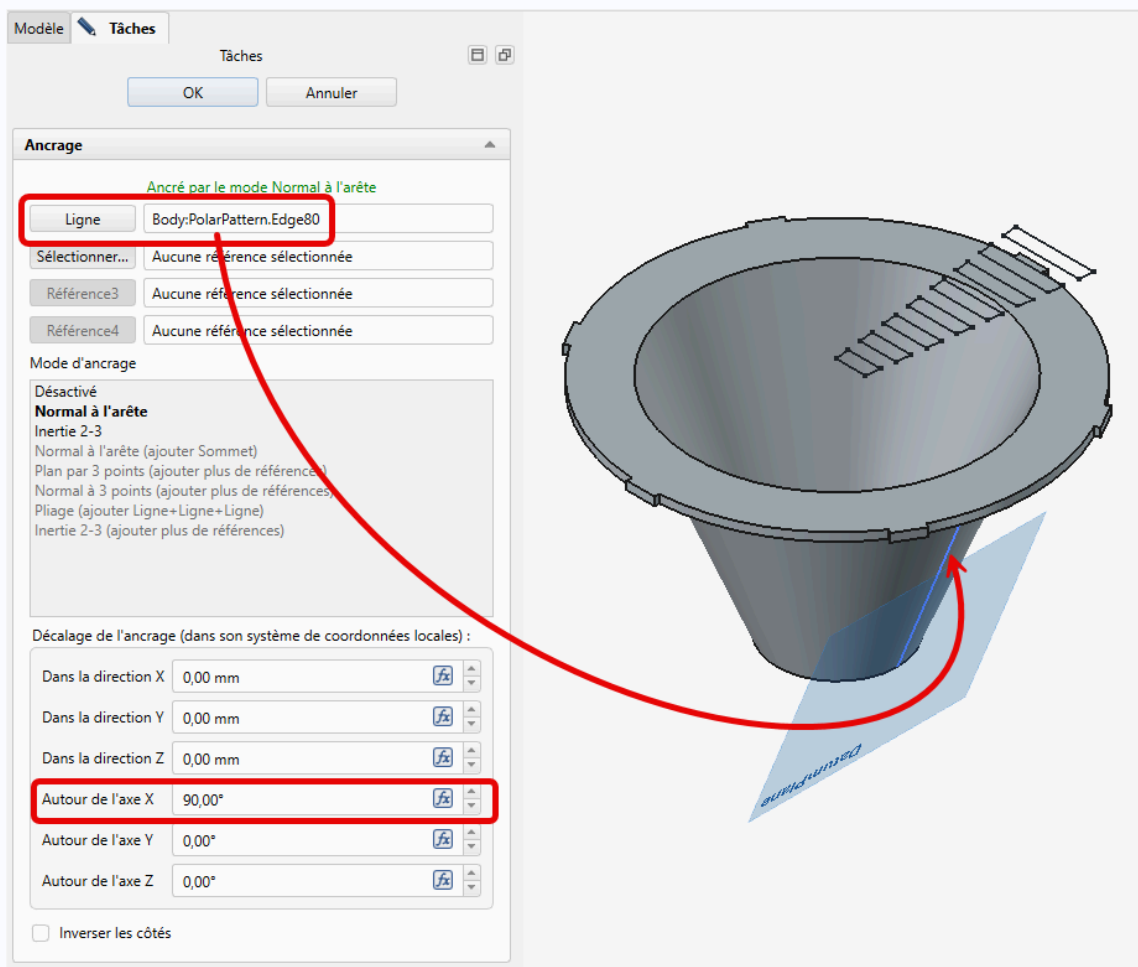 Modèle
Tâches
Tâches
OK
Annuler
Ancrage
Ancré par le mode Normal à l'arête
Ligne
Body:PolarPattern.Edge80
Sélectionner...
Aucune référence sélectionnée
Référence3
Aucune référence sélectionnée
Référence4
Aucune référence sélectionnée
Mode d'ancrage
Désactivé
Normal à l'arête
Inertie 2-3
Normal à l'arête (ajouter Sommet)
Plan par 3 points (ajouter plus de références)
Normal à 3 points (ajouter plus de références)
Pliage (ajouter Ligne+Ligne+Ligne)
Inertie 2-3 (ajouter plus de références)
Décalage de l'ancrage (dans son système de coordonnées locales) :
Dans la direction X
0,00 mm
Dans la direction Y
0,00 mm
Dans la direction Z
0,00 mm
Autour de l'axe X
90,00°
Autour de l'axe Y
0,00°
Autour de l'axe Z
0,00°
Inverser les côtés
DatumPlane